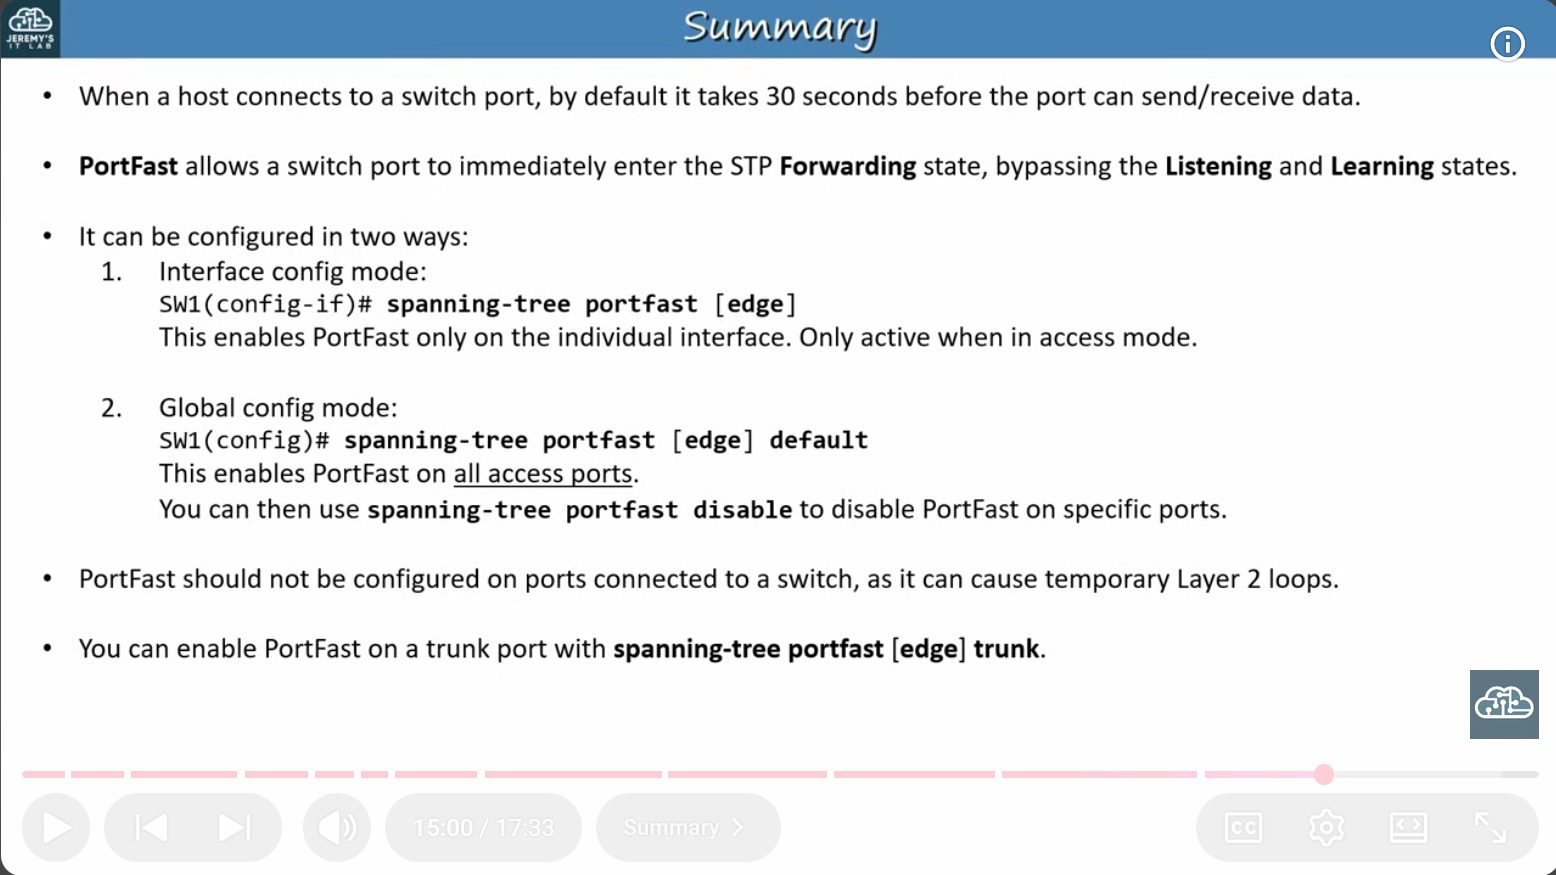 JEREMY'S
IT LAB
Summary
• When a host connects to a switch port, by default it takes 30 seconds before the port can send/receive data.
• PortFast allows a switch port to immediately enter the STP Forwarding state, bypassing the Listening and Learning states.
• It can be configured in two ways:
1. Interface config mode:
SW1(config-if)# spanning-tree portfast [edge]
This enables PortFast only on the individual interface. Only active when in access mode.
2. Global config mode:
SW1(config)# spanning-tree portfast [edge] default
This enables PortFast on all access ports.
You can then use spanning-tree portfast disable to disable PortFast on specific ports.
• PortFast should not be configured on ports connected to a switch, as it can cause temporary Layer 2 loops.
• You can enable PortFast on a trunk port with spanning-tree portfast [edge] trunk.
15:00 / 17:33
Summary
CC